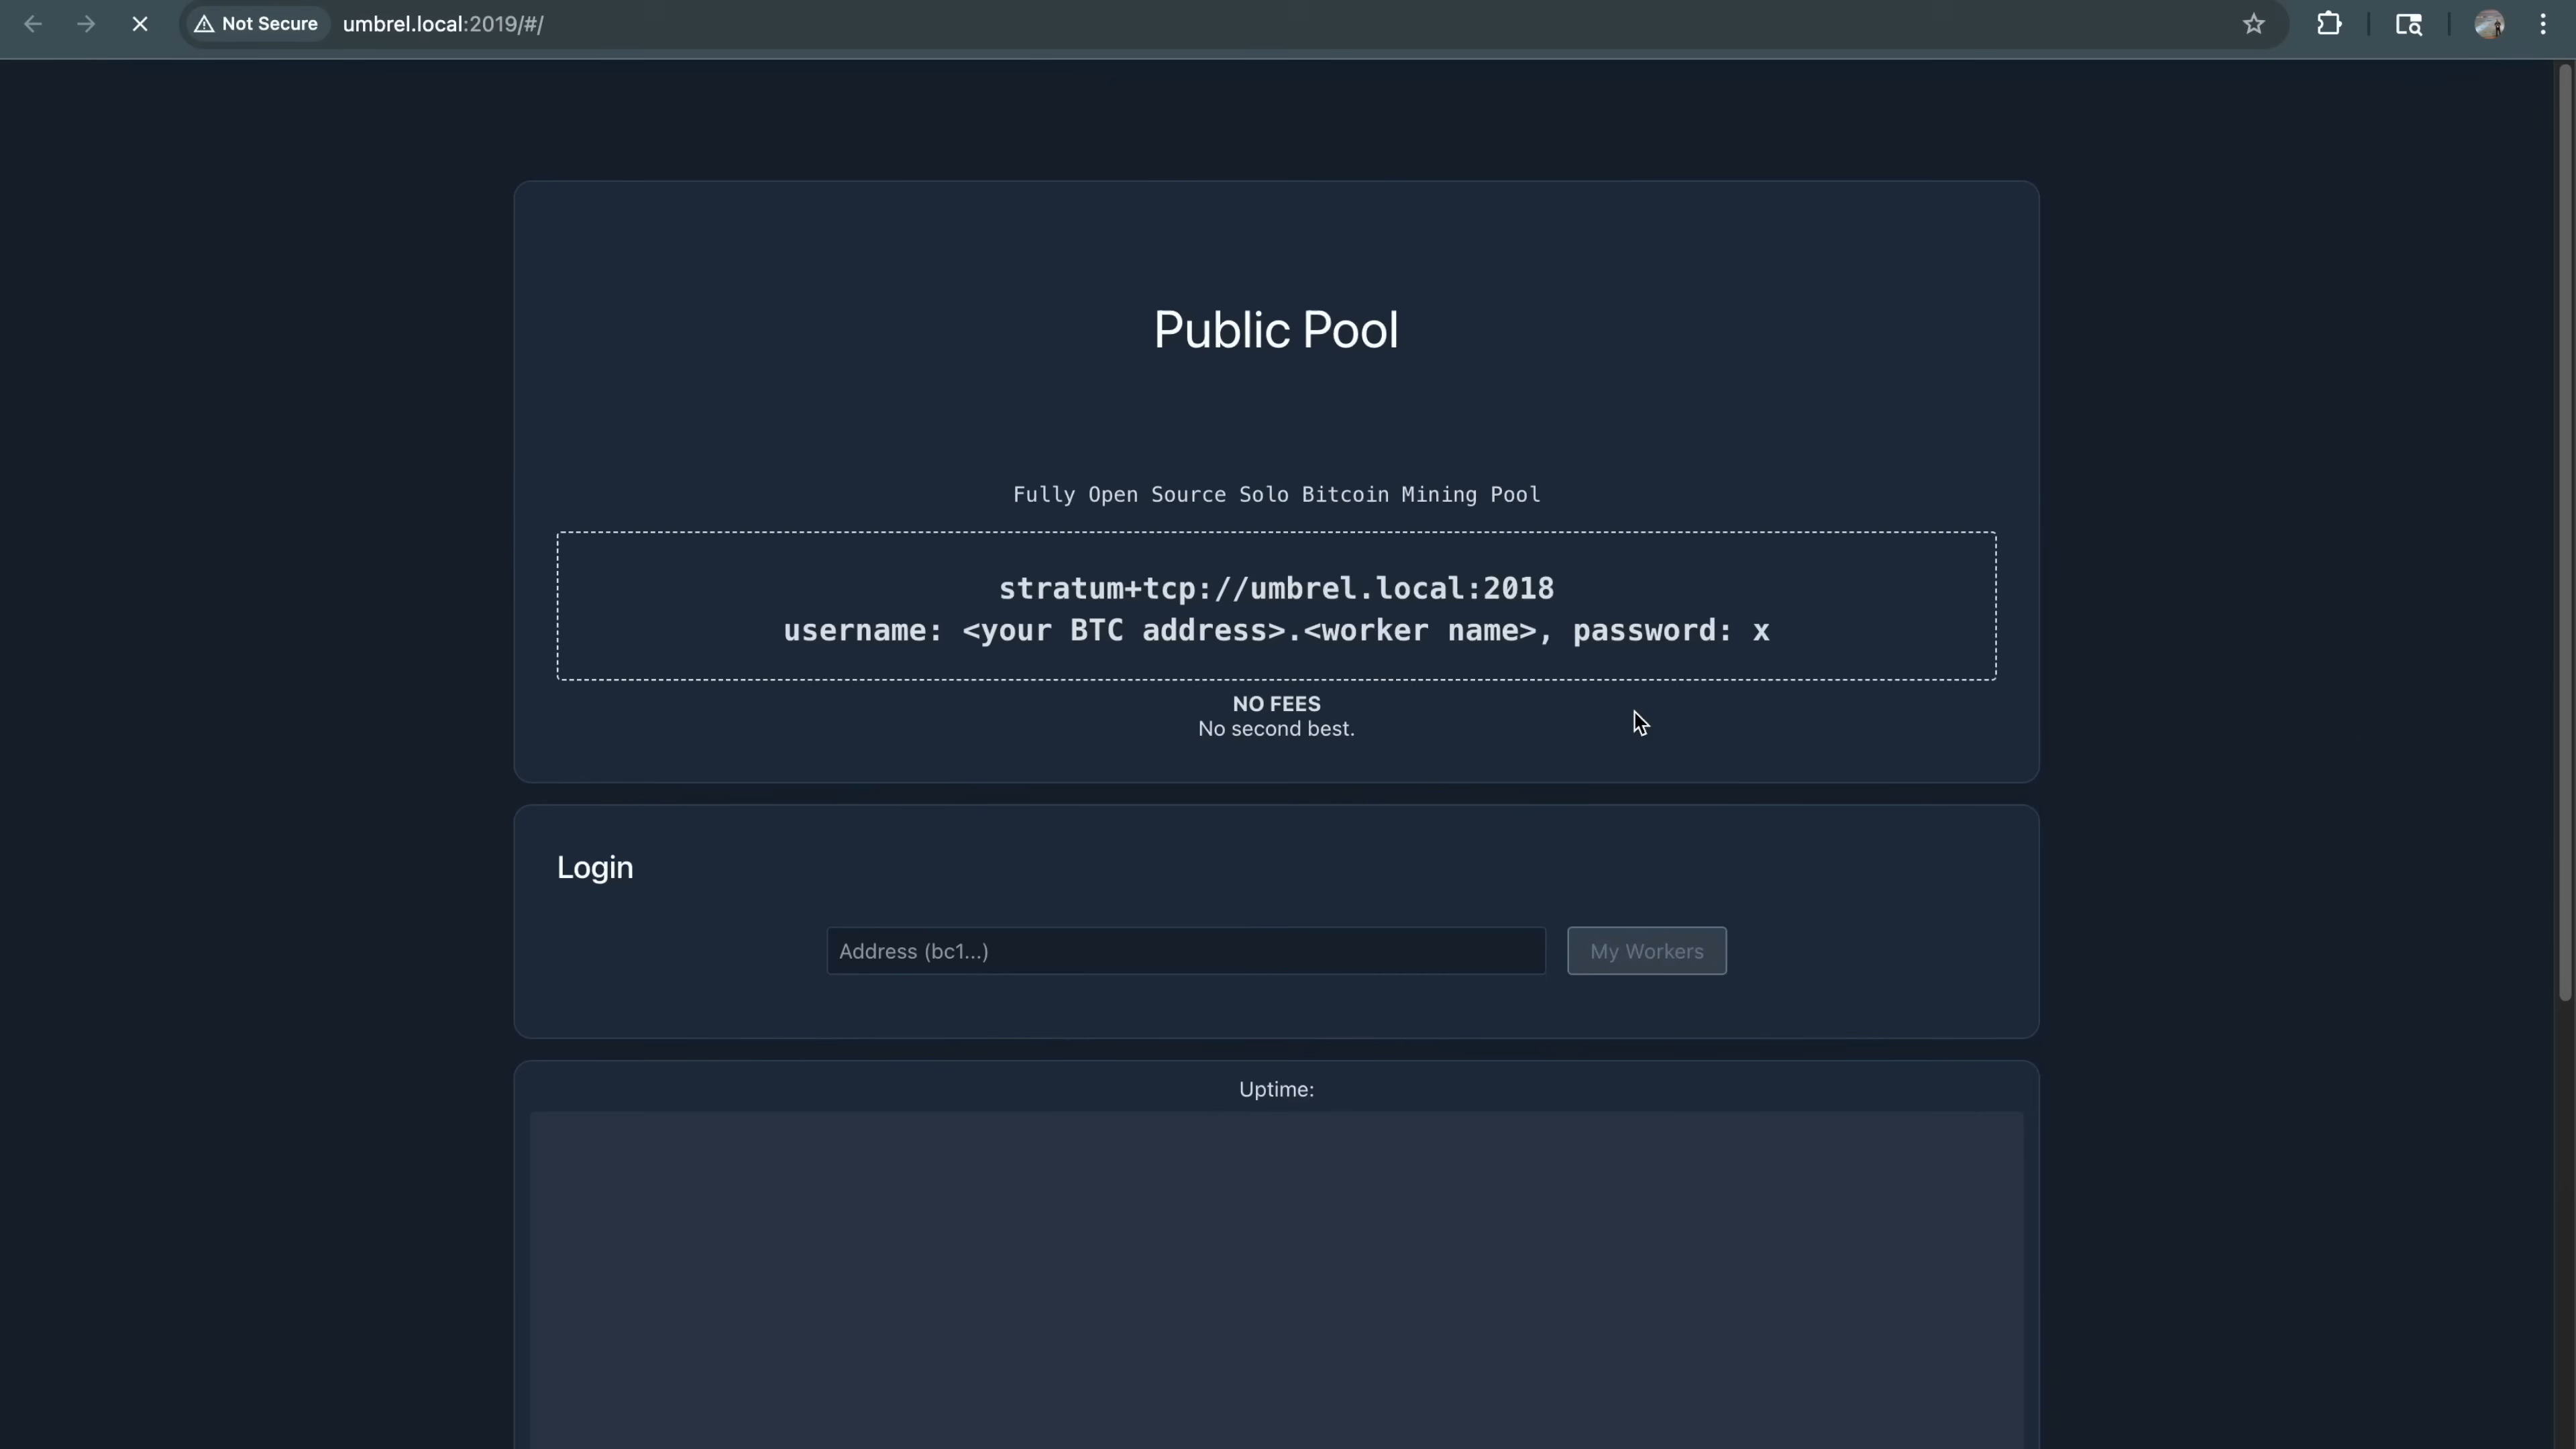 Not Secure
umbrel.local:2019/#/
Public Pool
Fully Open Source Solo Bitcoin Mining Pool
stratum+tcp://umbrel.local:2018
username: <your BTC address>.<worker name>, password: x
NO FEES
No second best.
Login
Address (bc1...)
My Workers
Uptime: